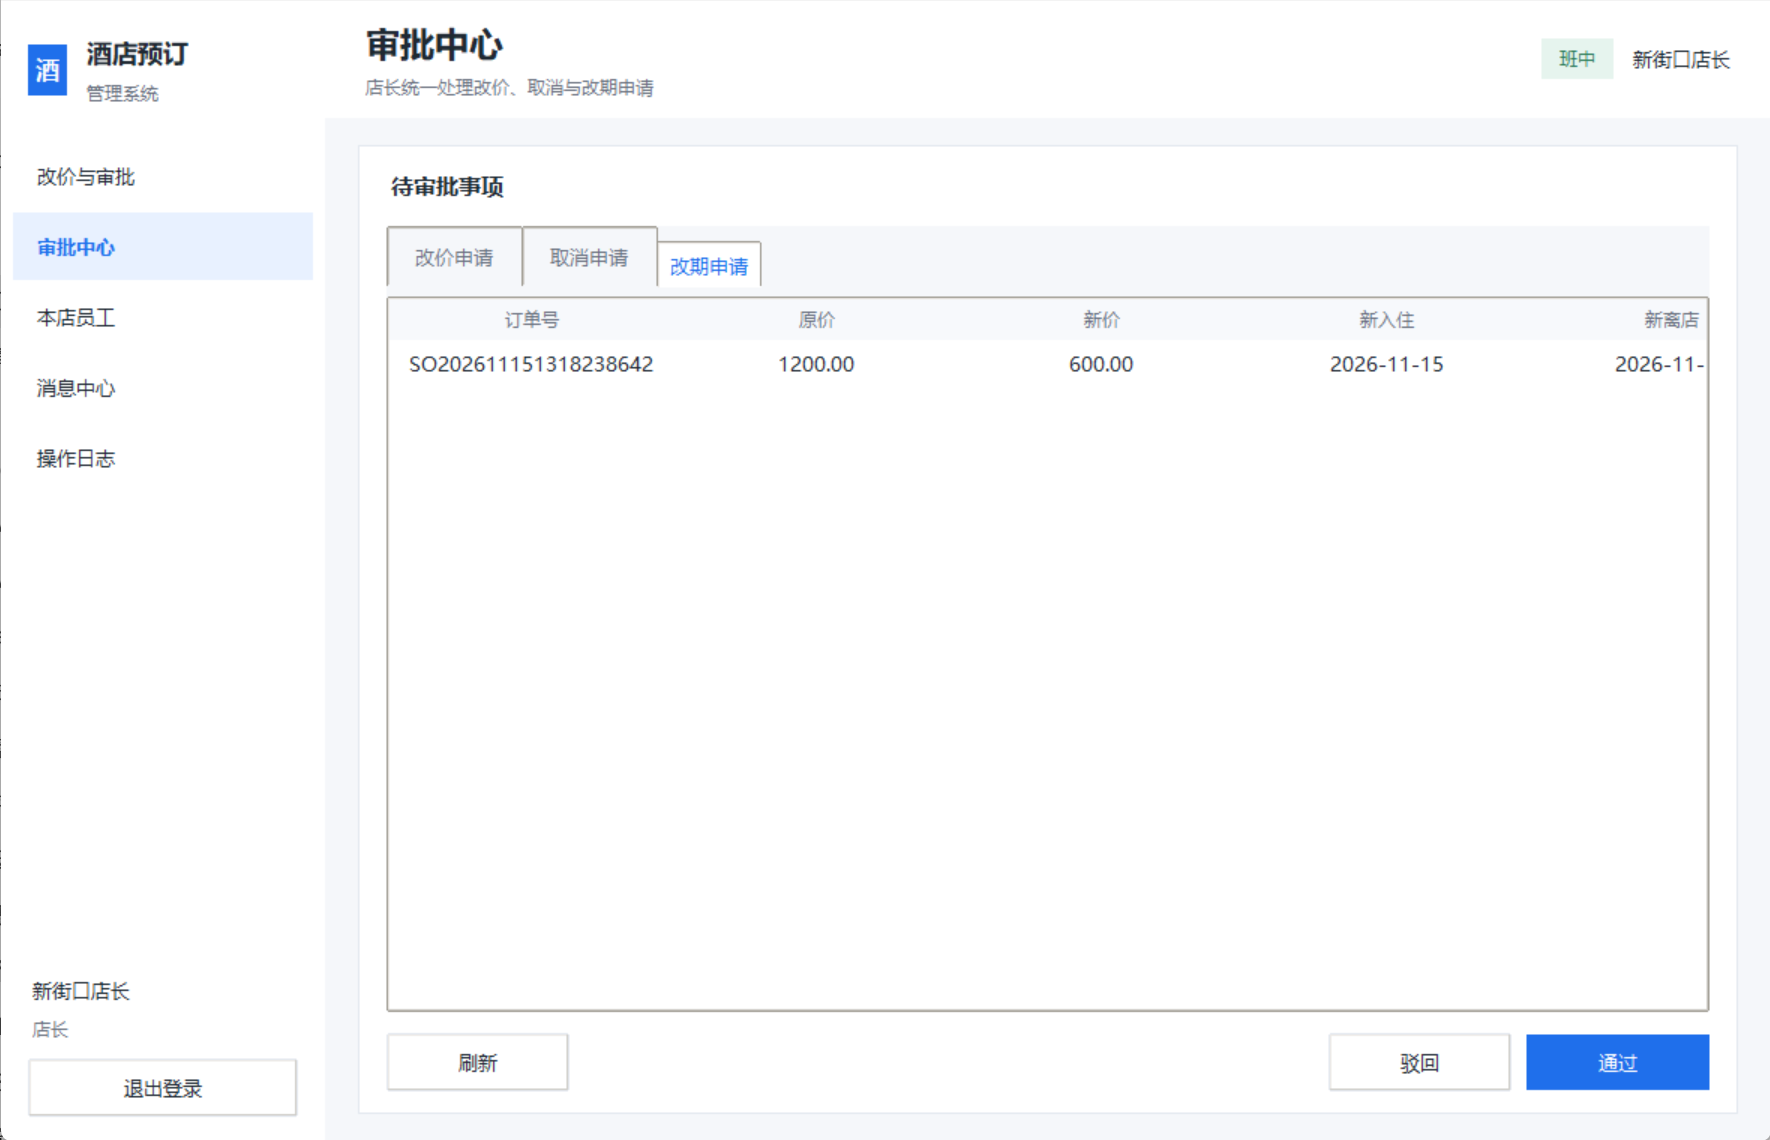 酒
酒店预订
管理系统
审批中心
店长统一处理改价、取消与改期申请
班中
新街口店长
改价与审批
审批中心
本店员工
消息中心
操作日志
待审批事项
改价申请
取消申请
改期申请
订单号 原价 新价 新入住 新离店
SO202611151318238642 1200.00 600.00 2026-11-15 2026-11-
新街口店长
店长
退出登录
刷新
驳回
通过